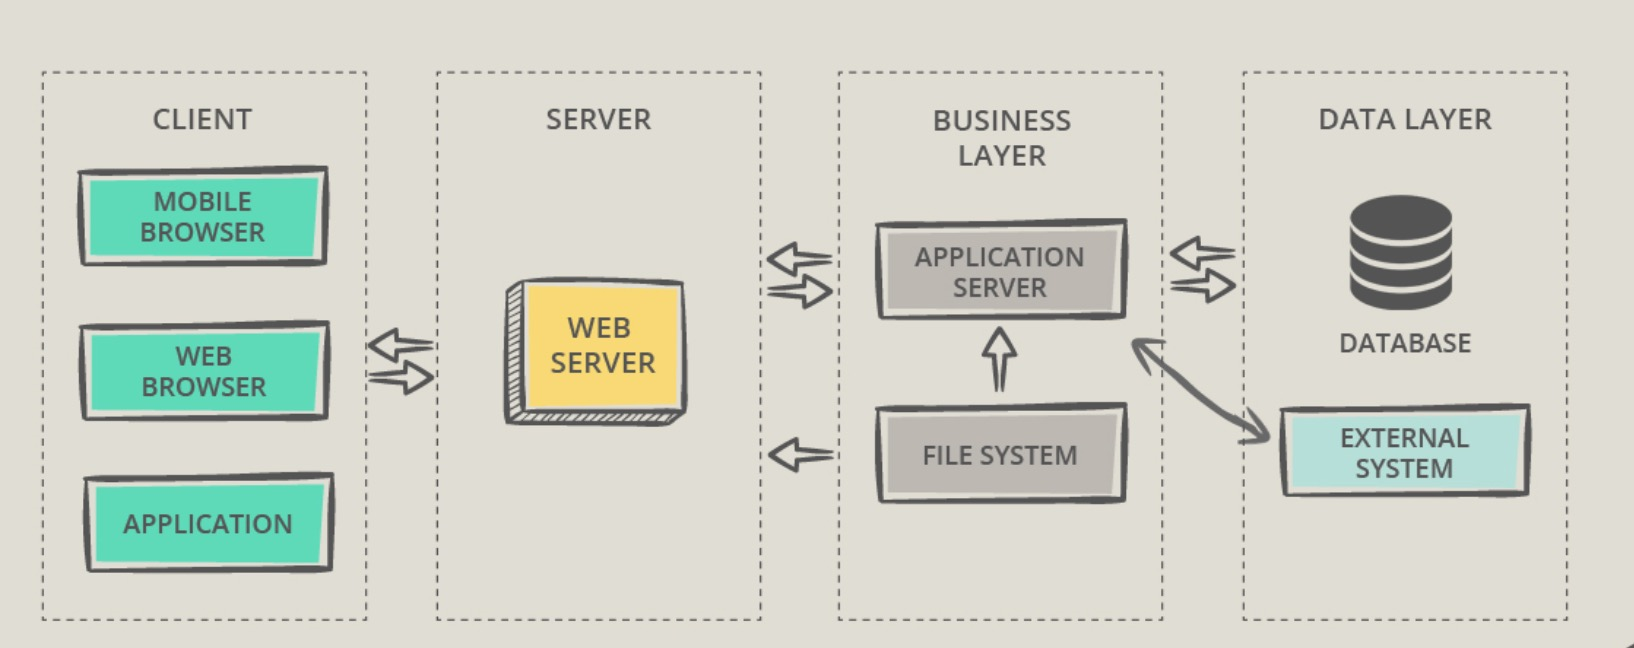 CLIENT
MOBILE
BROWSER
WEB
BROWSER
APPLICATION
SERVER
WEB
SERVER
BUSINESS
LAYER
APPLICATION
SERVER
FILE SYSTEM
DATA LAYER
DATABASE
EXTERNAL
SYSTEM